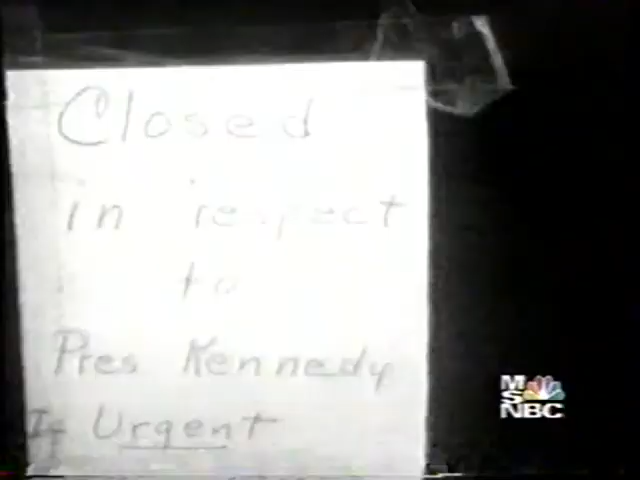 Closed
in respect
to
Pres Kennedy
If Urgent
MSNBC